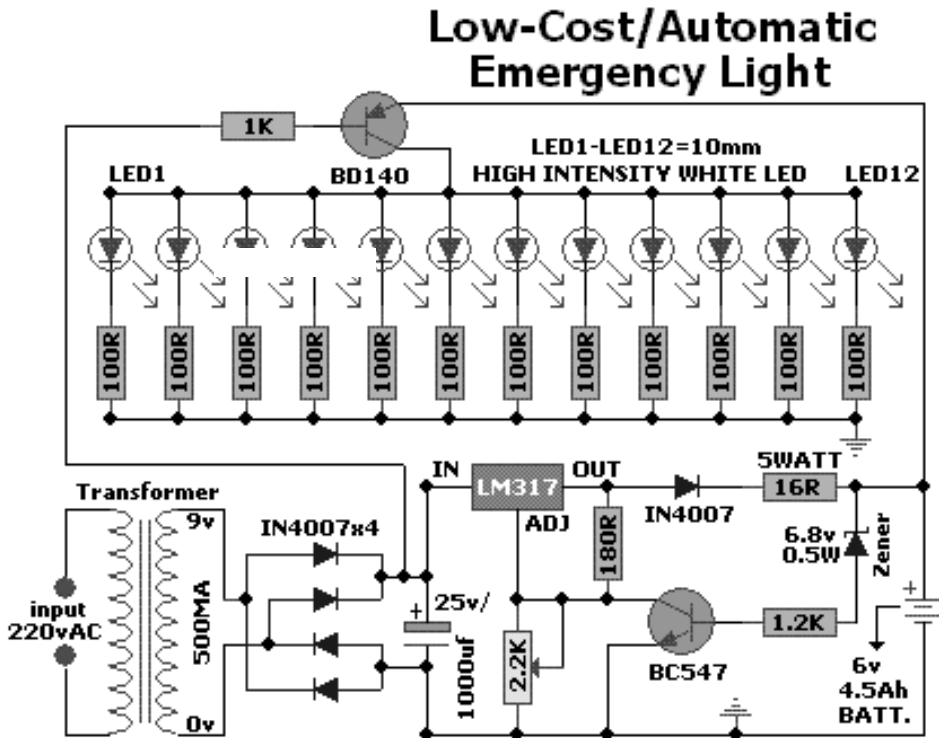 Low-Cost/Automatic
Emergency Light
1K
BD140
LED1-LED12=10mm
HIGH INTENSITY WHITE LED
LED1
LED12
100R
100R
100R
100R
100R
100R
100R
100R
100R
100R
100R
100R
Transformer
9v
500MA
0v
input
220vAC
IN4007x4
25v/
1000uf
+
IN
LM317
OUT
ADJ
180R
2.2K
IN4007
5WATT
16R
6.8v
0.5W
Zener
1.2K
BC547
+
6v
4.5Ah
BATT.